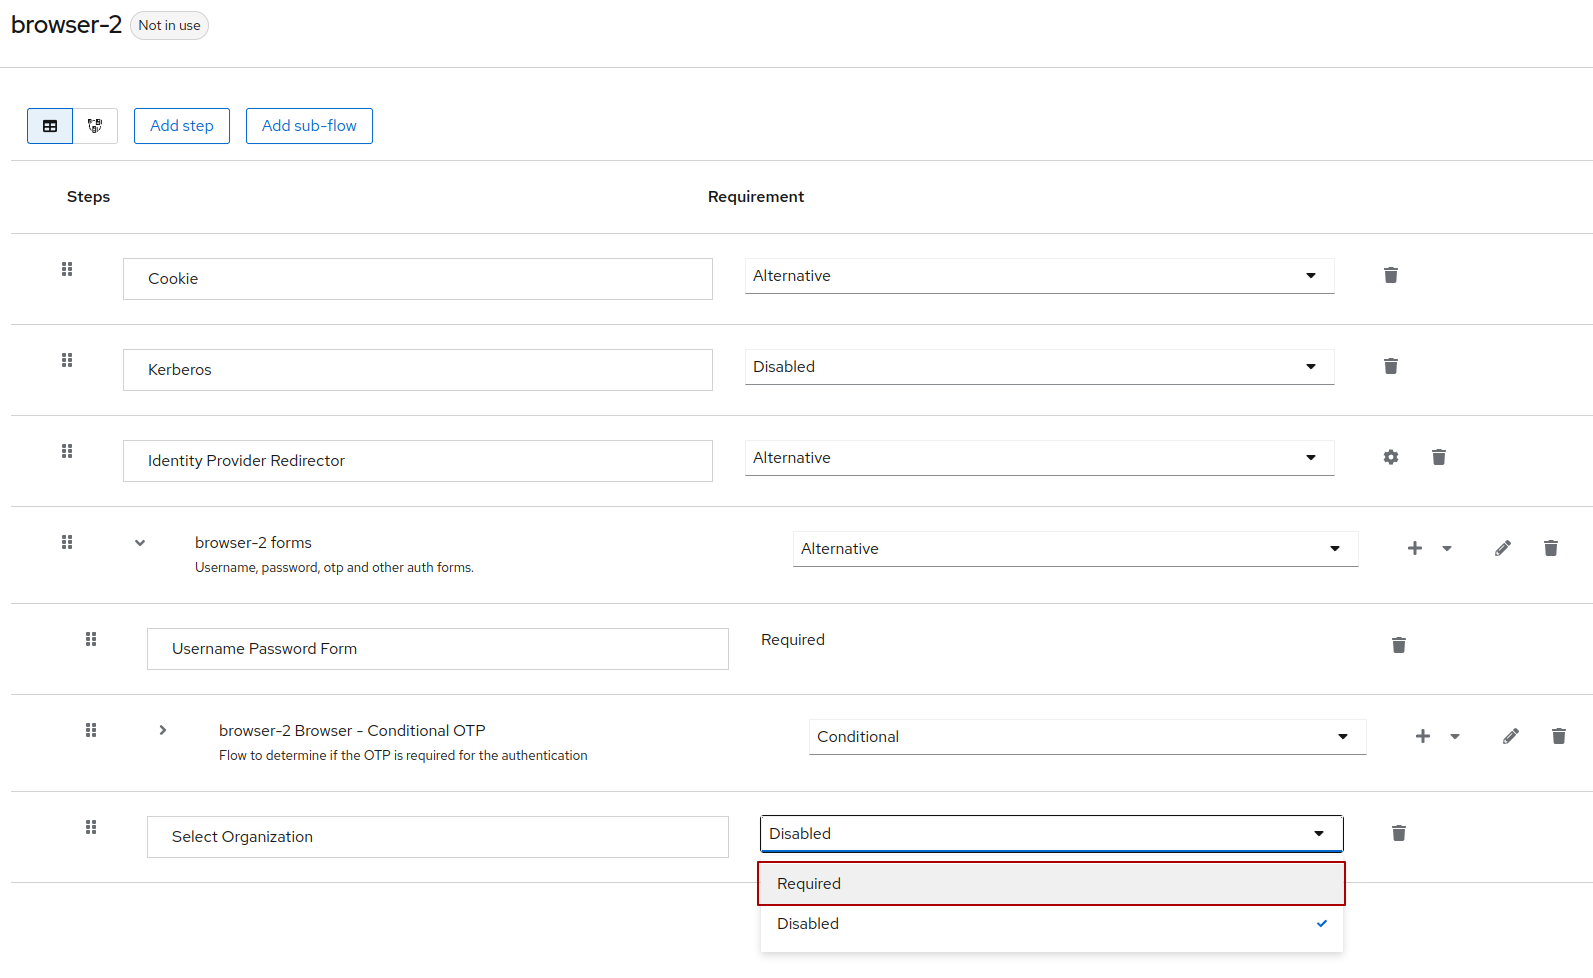 browser-2 Not in use
Add step Add sub-flow
Steps Requirement
Cookie Alternative
Kerberos Disabled
Identity Provider Redirector Alternative
browser-2 forms Alternative
Username, password, otp and other auth forms.
Username Password Form Required
browser-2 Browser - Conditional OTP Conditional
Flow to determine if the OTP is required for the authentication
Select Organization Disabled
Required
Disabled